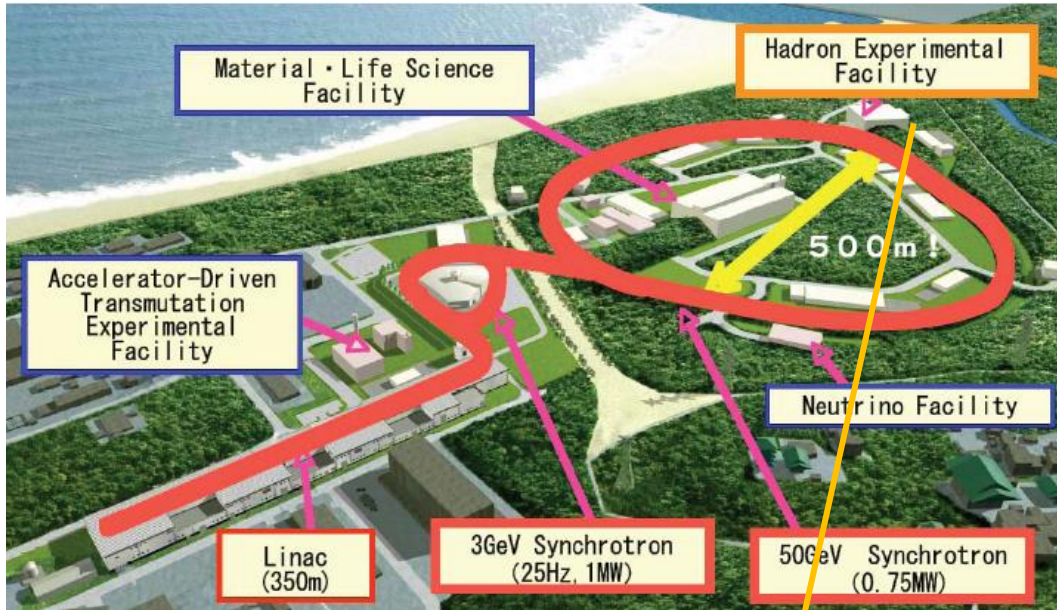 Material・Life Science
Facility
Hadron Experimental
Facility
500m!
Accelerator-Driven
Transmutation
Experimental
Facility
Neutrino Facility
Linac
(350m)
3GeV Synchrotron
(25Hz, 1MW)
50GeV Synchrotron
(0.75MW)